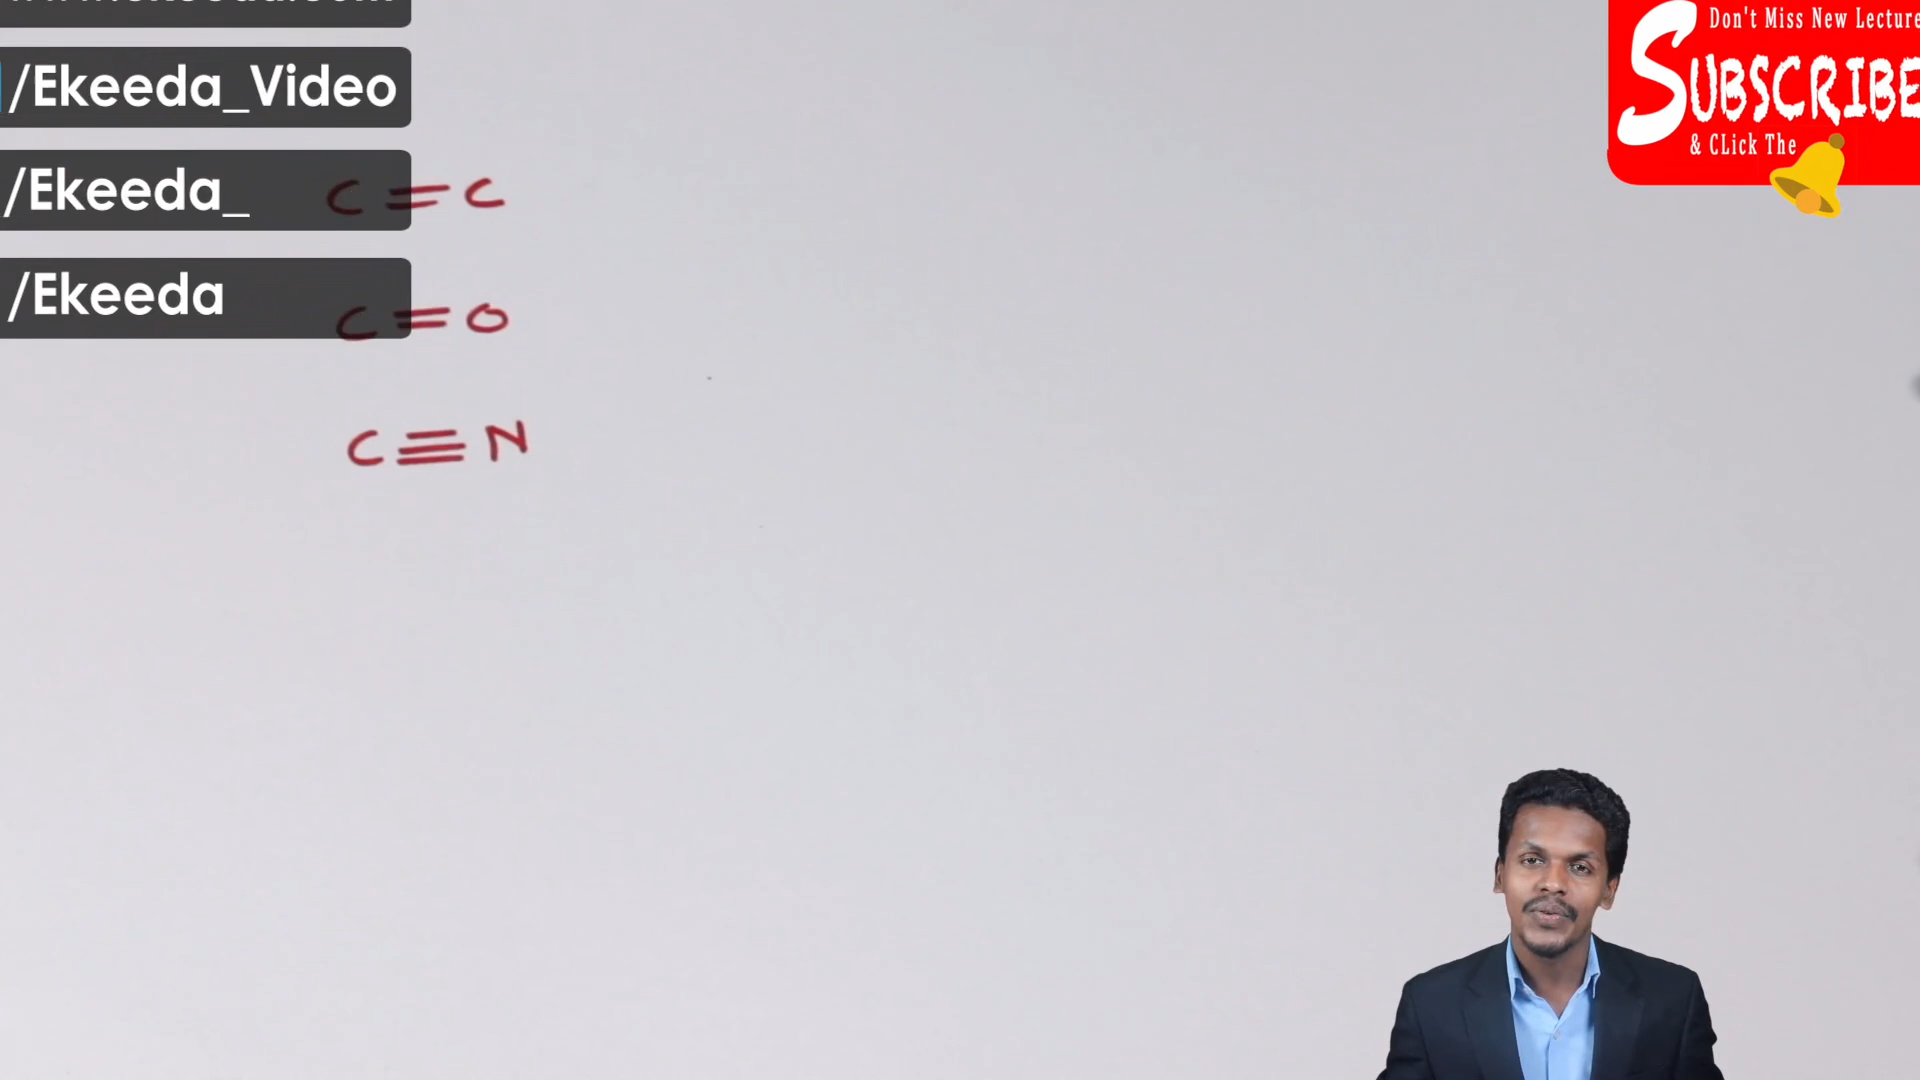 /Ekeeda_Video
/Ekeeda_
/Ekeeda
C = C
C = O
C ≡ N
Don't Miss New Lecture
SUBSCRIBE
& CLick The